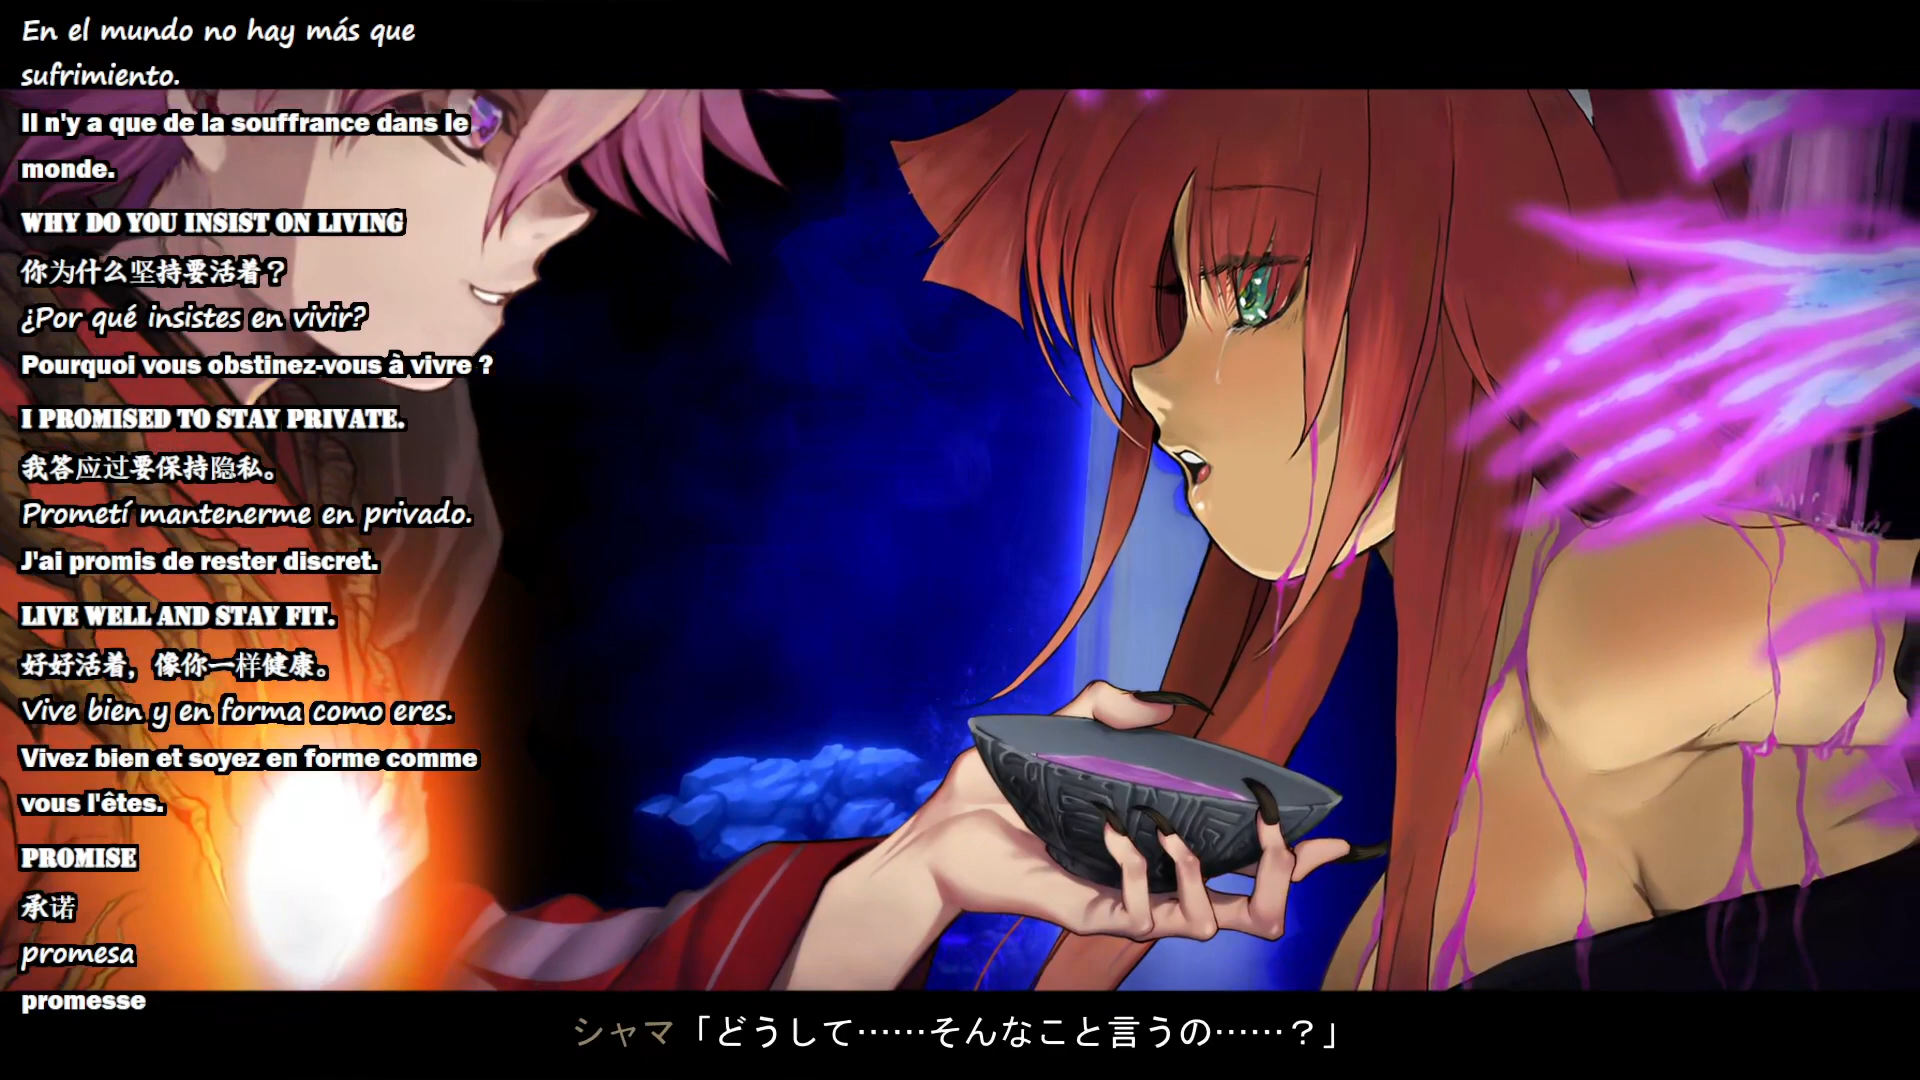 En el mundo no hay más que
sufrimiento.
Il n'y a que de la souffrance dans le
monde.
WHY DO YOU INSIST ON LIVING
你为什么坚持要活着？
¿Por qué insistes en vivir?
Pourquoi vous obstinez-vous à vivre ?
I PROMISED TO STAY PRIVATE.
我答应过要保持隐私。
Prometí mantenerme en privado.
J'ai promis de rester discret.
LIVE WELL AND STAY FIT.
好好活着，像你一样健康。
Vive bien y en forma como eres.
Vivez bien et soyez en forme comme
vous l'êtes.
PROMISE
承诺
promesa
promesse
シャマ「どうして……そんなこと言うの……？」